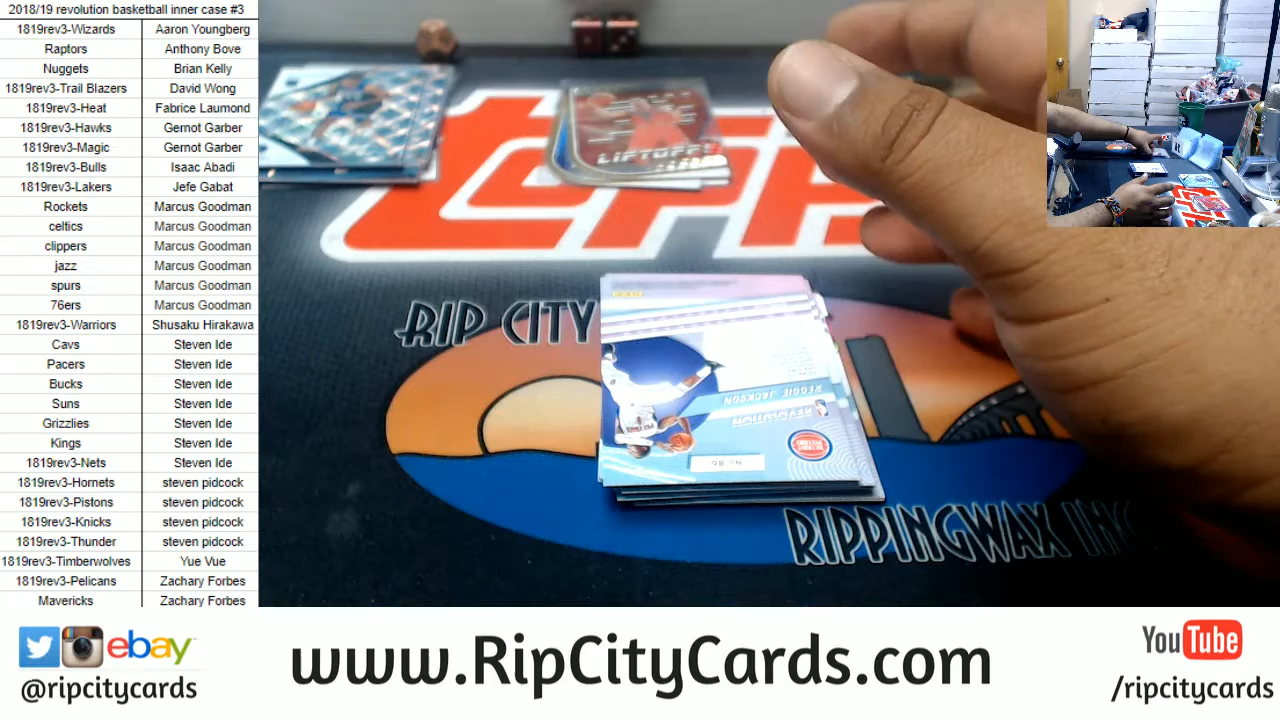 2018/19 revolution basketball inner case #3
1819rev3-Wizards Aaron Youngberg
Raptors Anthony Bove
Nuggets Brian Kelly
1819rev3-Trail Blazers David Wong
1819rev3-Heat Fabrice Laumond
1819rev3-Hawks Gernot Garber
1819rev3-Magic Gernot Garber
1819rev3-Bulls Isaac Abadi
1819rev3-Lakers Jefe Gabat
Rockets Marcus Goodman
celtics Marcus Goodman
clippers Marcus Goodman
jazz Marcus Goodman
spurs Marcus Goodman
76ers Marcus Goodman
1819rev3-Warriors Shusaku Hirakawa
Cavs Steven Ide
Pacers Steven Ide
Bucks Steven Ide
Suns Steven Ide
Grizzlies Steven Ide
Kings Steven Ide
1819rev3-Nets Steven Ide
1819rev3-Hornets steven pidcock
1819rev3-Pistons steven pidcock
1819rev3-Knicks steven pidcock
1819rev3-Thunder steven pidcock
1819rev3-Timberwolves Yue Vue
1819rev3-Pelicans Zachary Forbes
Mavericks Zachary Forbes
LIFTOFF!
RIP CITY
REGGIE JACKSON
REVOLUTION
RIPPINGWAX INC
ebay
@ripcitycards
www.RipCityCards.com
YouTube
/ripcitycards